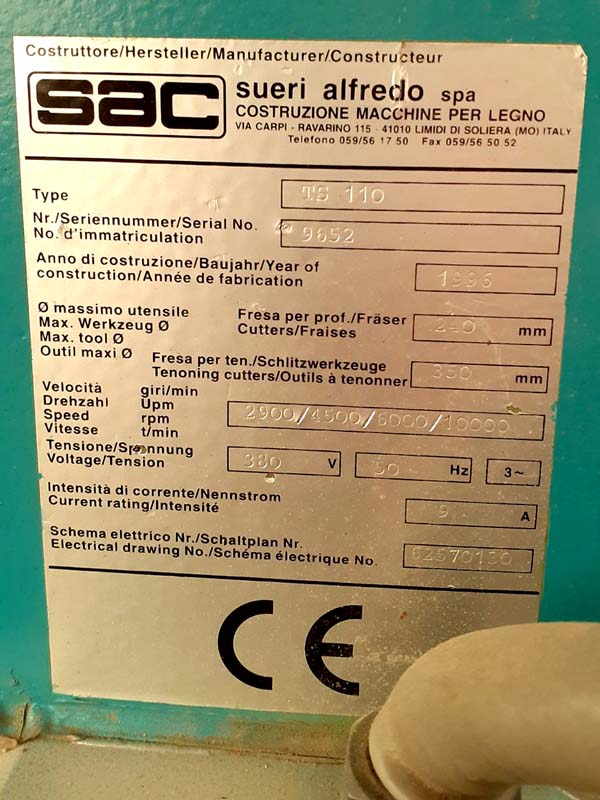 Costruttore/Hersteller/Manufacturer/Constructeur
sac
sueri alfredo spa
COSTRUZIONE MACCHINE PER LEGNO
VIA CARPI - RAVARINO 115 - 41010 LIMIDI DI SOLIERA (MO) ITALY
Telefono 059/56 17 50 Fax 059/56 50 52
Type TS 110
Nr./Seriennummer/Serial No.
No. d'immatriculation 9652
Anno di costruzione/Baujahr/Year of
construction/Année de fabrication 1996
Ø massimo utensile
Max. Werkzeug Ø
Max. tool Ø
Outil maxi Ø
Fresa per prof./Fräser
Cutters/Fraises 240 mm
Fresa per ten./Schlitzwerkzeuge
Tenoning cutters/Outils à tenonner 350 mm
Velocità giri/min
Drehzahl Upm
Speed rpm
Vitesse t/min
2900/4500/6000/10000
Tensione/Spannung
Voltage/Tension 380 V 50 Hz 3~
Intensità di corrente/Nennstrom
Current rating/Intensité 9 A
Schema elettrico Nr./Schaltplan Nr.
Electrical drawing No./Schéma électrique No. 62570130
CE